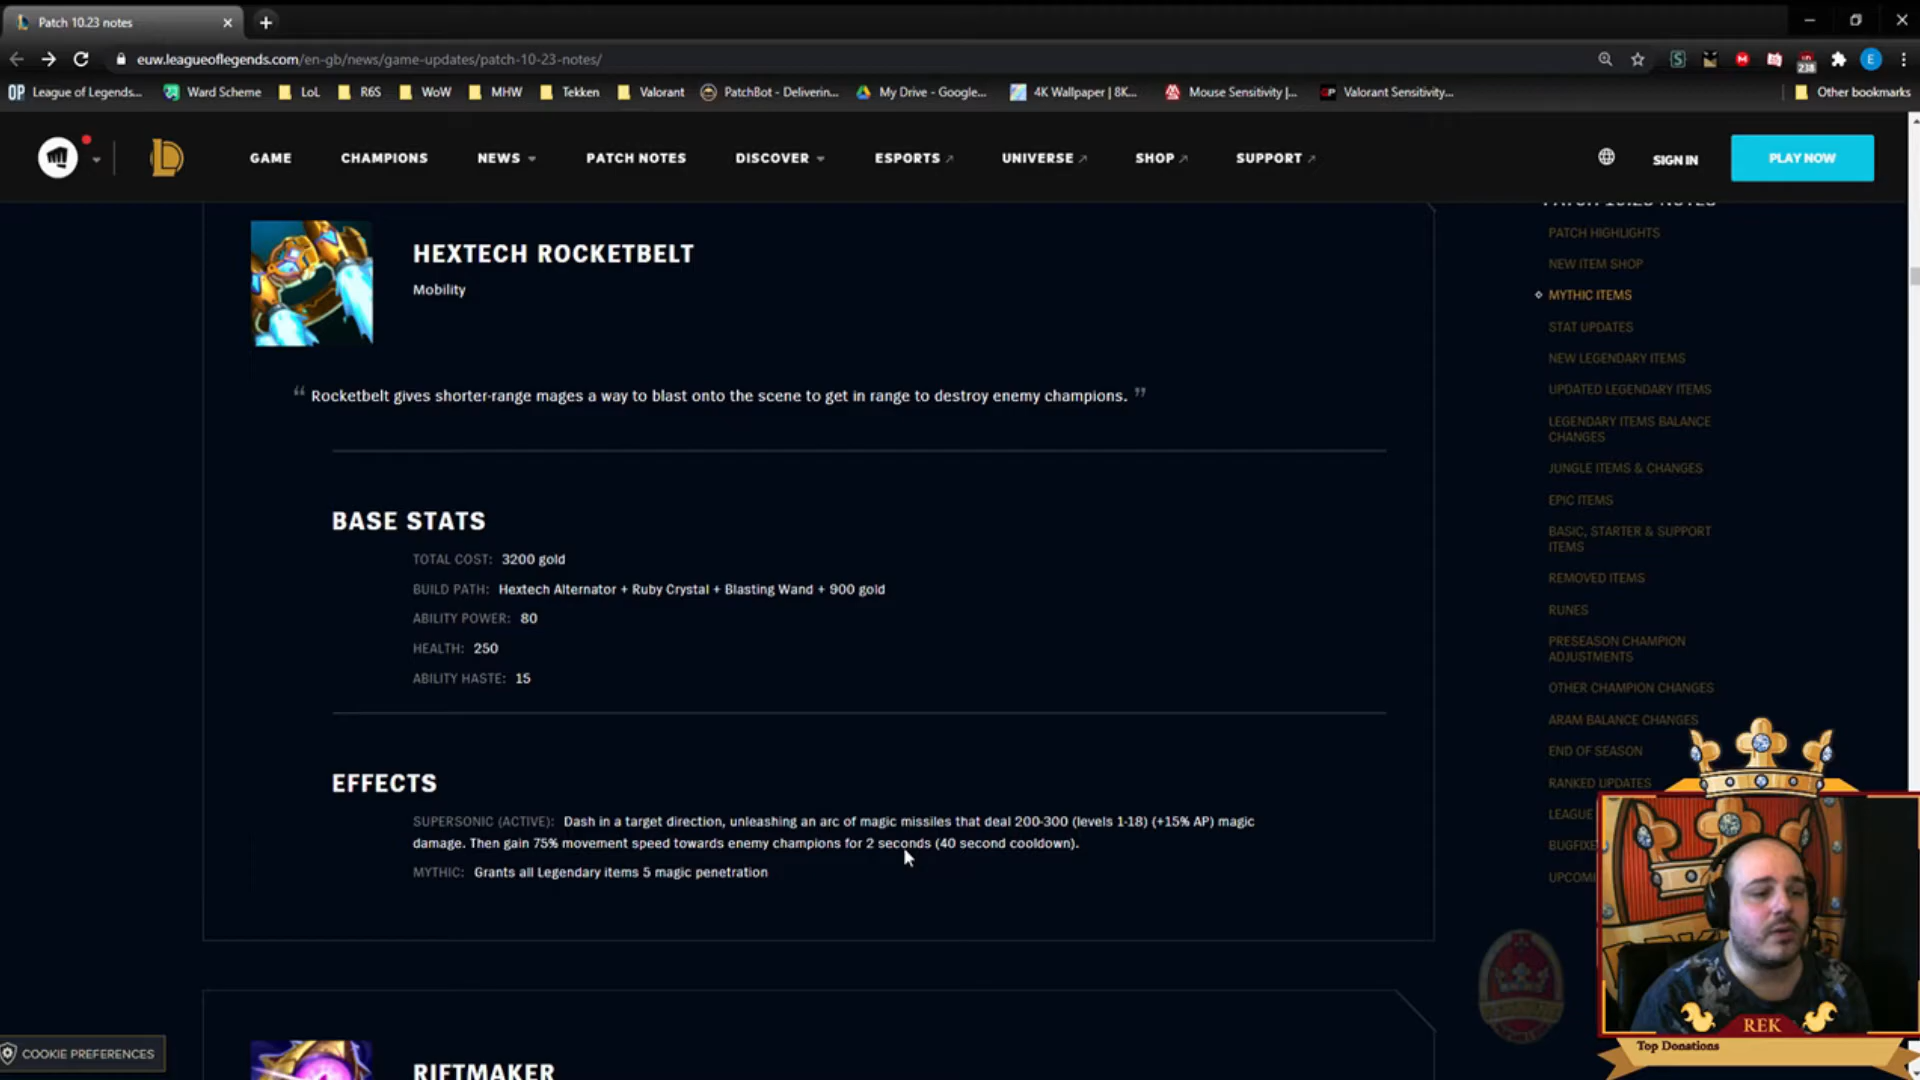 Patch 10.23 notes
euw.leagueoflegends.com/en-gb/news/game-updates/patch-10-23-notes/
238
E
OP League of Legends...
Ward Scheme
LoL
R6S
WoW
MHW
Tekken
Valorant
PatchBot - Deliverin...
My Drive - Google...
4K Wallpaper | 8K...
Mouse Sensitivity |...
Valorant Sensitivity...
Other bookmarks
GAME
CHAMPIONS
NEWS
PATCH NOTES
DISCOVER
ESPORTS
UNIVERSE
SHOP
SUPPORT
SIGN IN
PLAY NOW
HEXTECH ROCKETBELT
Mobility
“ Rocketbelt gives shorter-range mages a way to blast onto the scene to get in range to destroy enemy champions. ”
BASE STATS
TOTAL COST: 3200 gold
BUILD PATH: Hextech Alternator + Ruby Crystal + Blasting Wand + 900 gold
ABILITY POWER: 80
HEALTH: 250
ABILITY HASTE: 15
EFFECTS
SUPERSONIC (ACTIVE): Dash in a target direction, unleashing an arc of magic missiles that deal 200-300 (levels 1-18) (+15% AP) magic
damage. Then gain 75% movement speed towards enemy champions for 2 seconds (40 second cooldown).
MYTHIC: Grants all Legendary items 5 magic penetration
RIFTMAKER
PATCH 10.23 NOTES
PATCH HIGHLIGHTS
NEW ITEM SHOP
MYTHIC ITEMS
STAT UPDATES
NEW LEGENDARY ITEMS
UPDATED LEGENDARY ITEMS
LEGENDARY ITEMS BALANCE
CHANGES
JUNGLE ITEMS & CHANGES
EPIC ITEMS
BASIC, STARTER & SUPPORT
ITEMS
REMOVED ITEMS
RUNES
PRESEASON CHAMPION
ADJUSTMENTS
OTHER CHAMPION CHANGES
ARAM BALANCE CHANGES
END OF SEASON
RANKED UPDATES
LEAGUE
BUGFIXE
UPCOMI
COOKIE PREFERENCES
REK
Top Donations